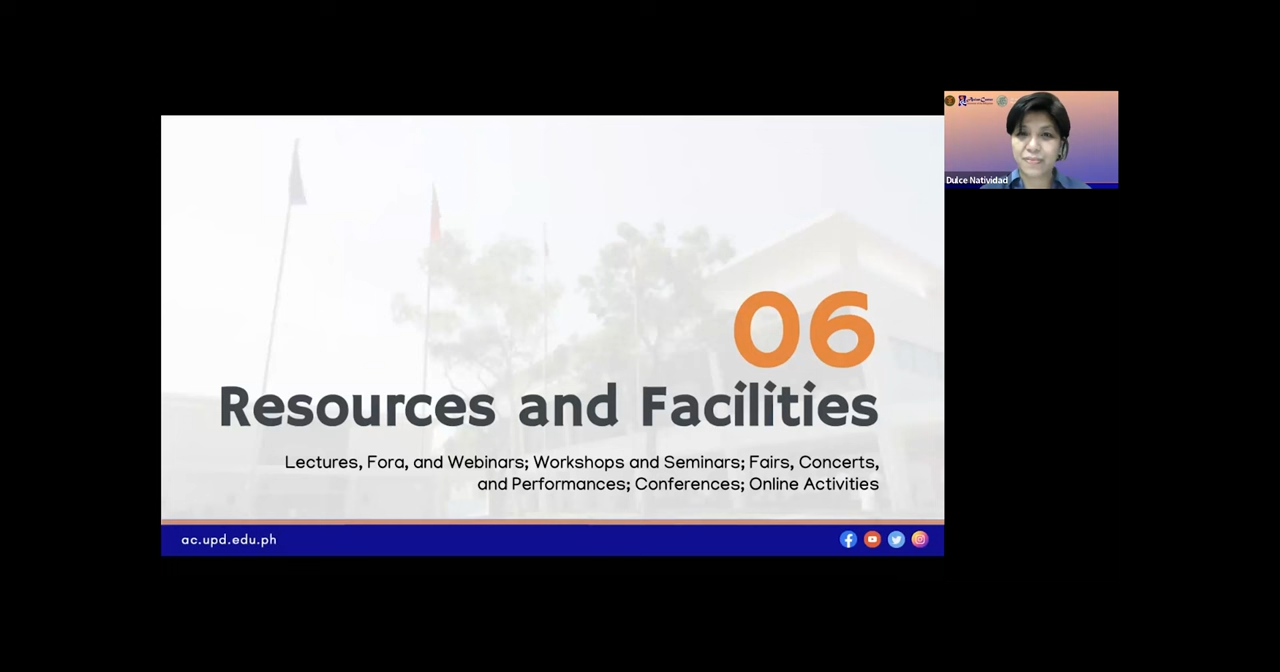 06
Resources and Facilities
Lectures, Fora, and Webinars; Workshops and Seminars; Fairs, Concerts,
and Performances; Conferences; Online Activities
ac.upd.edu.ph
Dulce Natividad